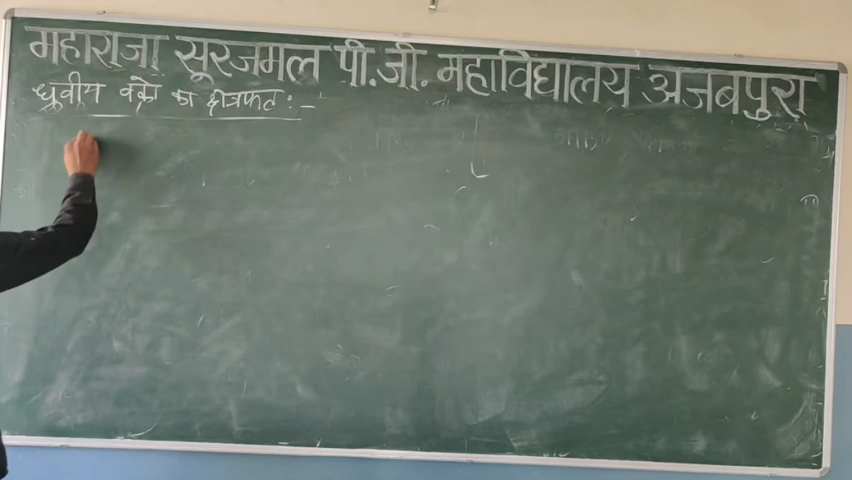 महाराजा सूरजमल पी.जी. महाविद्यालय अजबपुरा
ध्रुवीय वक्रों का क्षेत्रफल :-